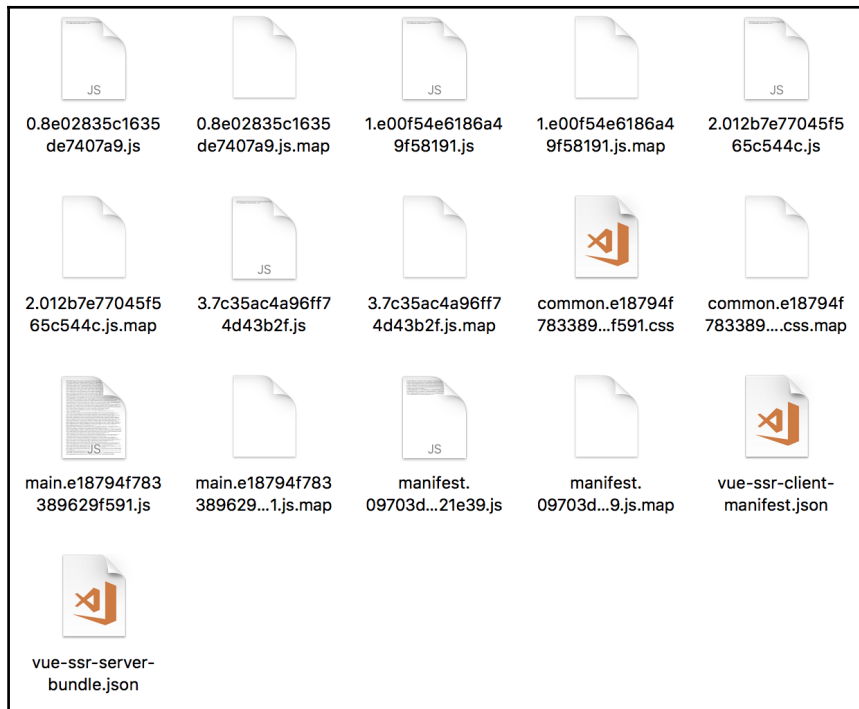 JS
JS
JS
0.8e02835c1635
de7407a9.js
0.8e02835c1635
de7407a9.js.map
1.e00f54e6186a4
9f58191.js
1.e00f54e6186a4
9f58191.js.map
2.012b7e77045f5
65c544c.js
JS
2.012b7e77045f5
65c544c.js.map
3.7c35ac4a96ff7
4d43b2f.js
3.7c35ac4a96ff7
4d43b2f.js.map
common.e18794f
783389...f591.css
common.e18794f
783389....css.map
JS
JS
main.e18794f783
389629f591.js
main.e18794f783
389629...1.js.map
manifest.
09703d...21e39.js
manifest.
09703d...9.js.map
vue-ssr-client-
manifest.json
vue-ssr-server-
bundle.json